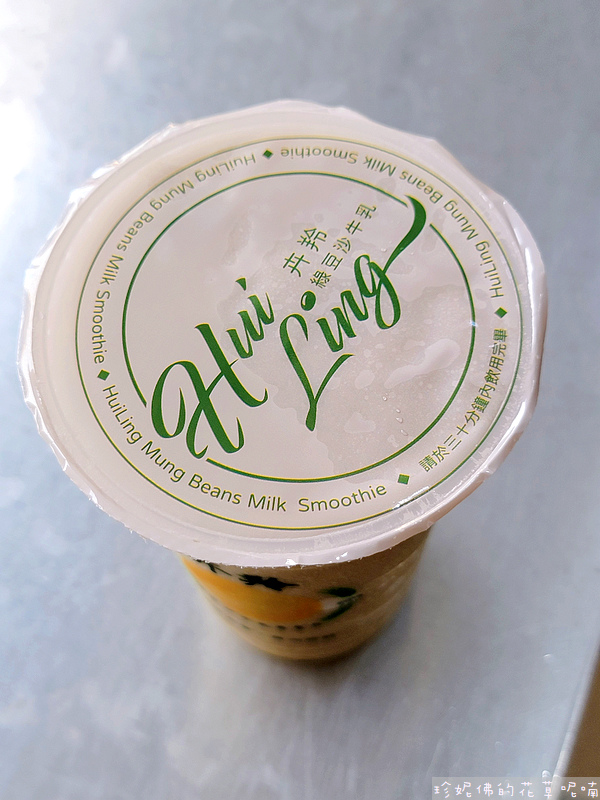 卉羚
綠豆沙牛乳
Hui Ling
HuiLing Mung Beans Milk Smoothie
HuiLing Mung Beans Milk Smoothie
HuiLing Mung Beans Milk Smoothie
請於三十分鐘內飲用完畢
珍妮佛的花草呢喃